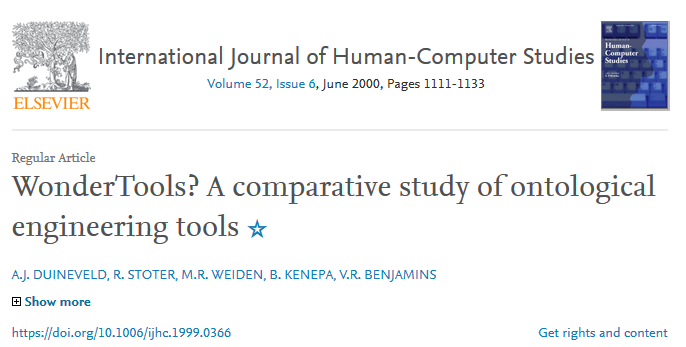 International Journal of Human-Computer Studies
Volume 52, Issue 6, June 2000, Pages 1111-1133
ELSEVIER
Human-Computer
Studies
Regular Article
WonderTools? A comparative study of ontological
engineering tools
A.J. DUINEVELD, R. STOTER, M.R. WEIDEN, B. KENEPA, V.R. BENJAMINS
Show more
https://doi.org/10.1006/ijhc.1999.0366
Get rights and content